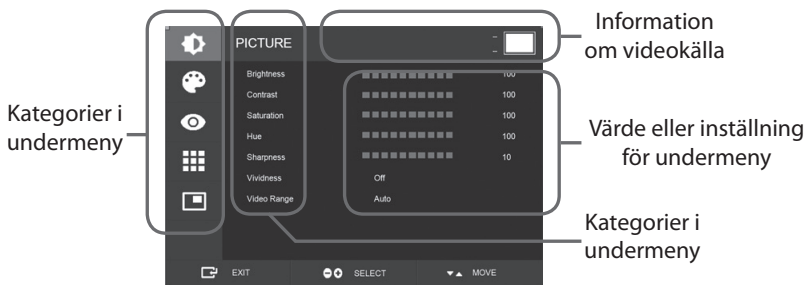 Information
om videokälla
PICTURE
Brightness 100
Contrast 100
Saturation 100
Hue 100
Sharpness 10
Vividness Off
Video Range Auto
Kategorier i
undermeny
Värde eller inställning
för undermeny
Kategorier i
undermeny
EXIT SELECT MOVE